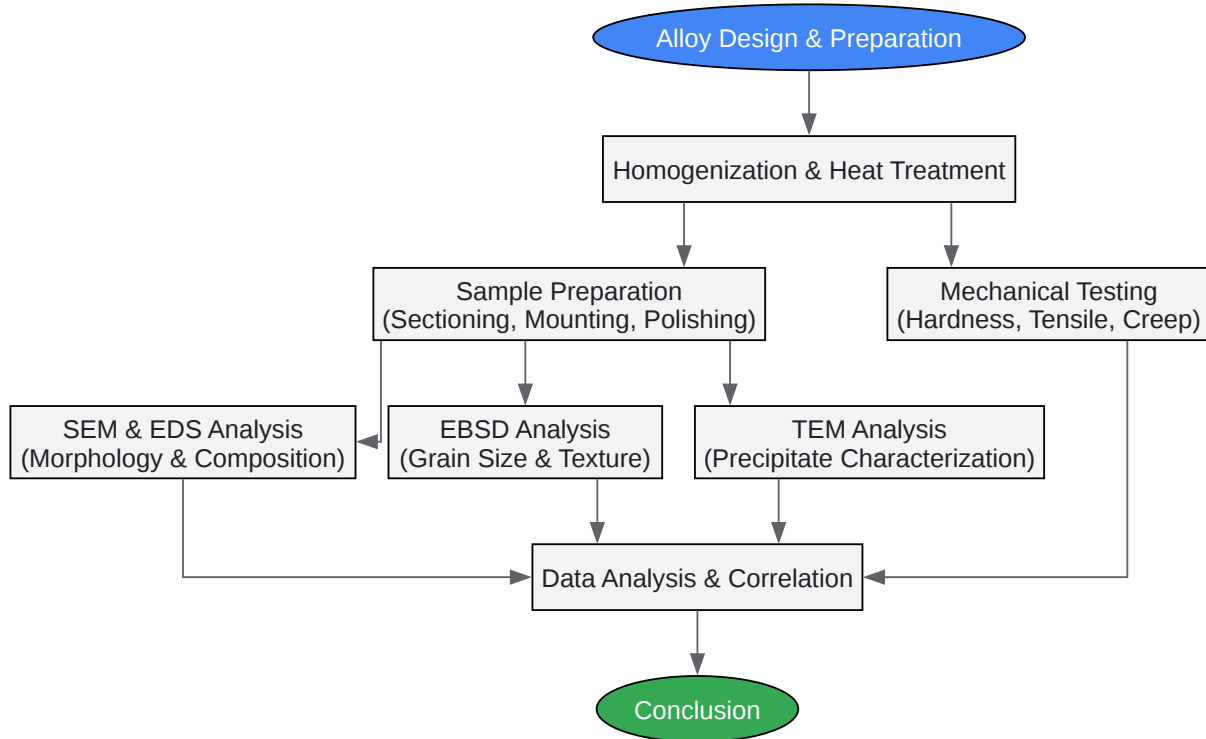 Alloy Design & Preparation
Homogenization & Heat Treatment
Sample Preparation
(Sectioning, Mounting, Polishing)
Mechanical Testing
(Hardness, Tensile, Creep)
SEM & EDS Analysis
(Morphology & Composition)
EBSD Analysis
(Grain Size & Texture)
TEM Analysis
(Precipitate Characterization)
Data Analysis & Correlation
Conclusion